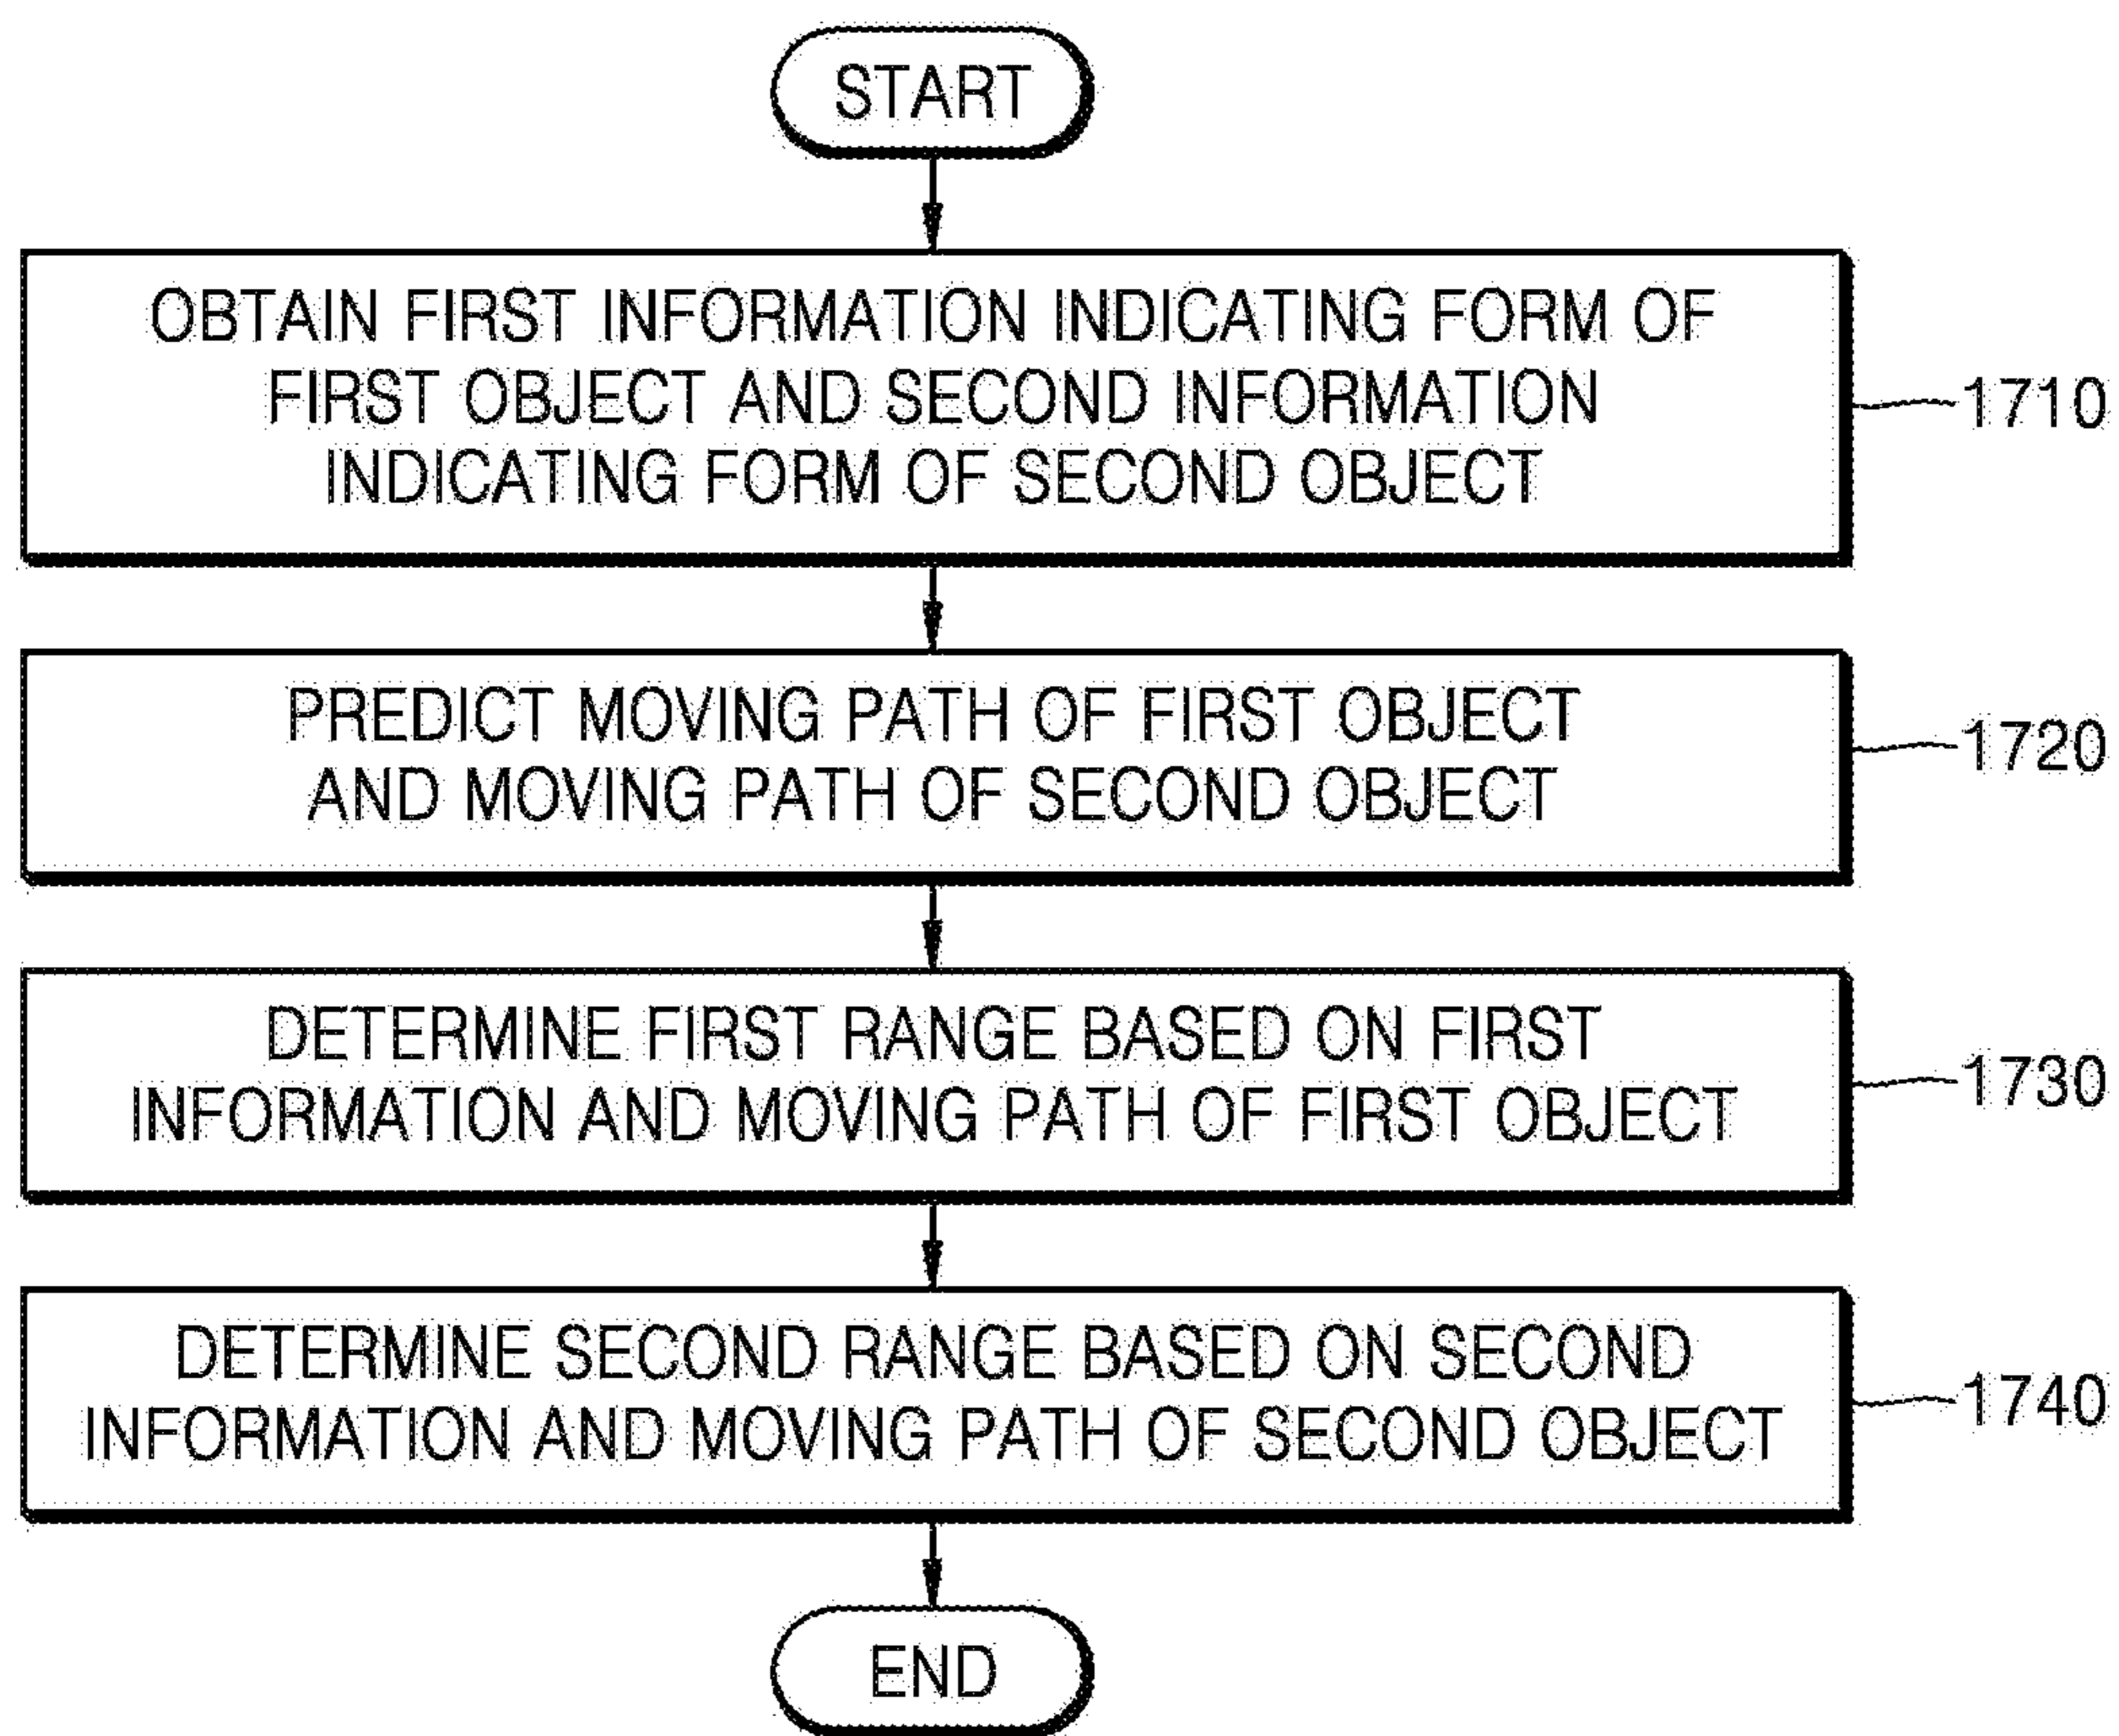 START
OBTAIN FIRST INFORMATION INDICATING FORM OF
FIRST OBJECT AND SECOND INFORMATION
INDICATING FORM OF SECOND OBJECT
1710
PREDICT MOVING PATH OF FIRST OBJECT
AND MOVING PATH OF SECOND OBJECT
1720
DETERMINE FIRST RANGE BASED ON FIRST
INFORMATION AND MOVING PATH OF FIRST OBJECT
1730
DETERMINE SECOND RANGE BASED ON SECOND
INFORMATION AND MOVING PATH OF SECOND OBJECT
1740
END